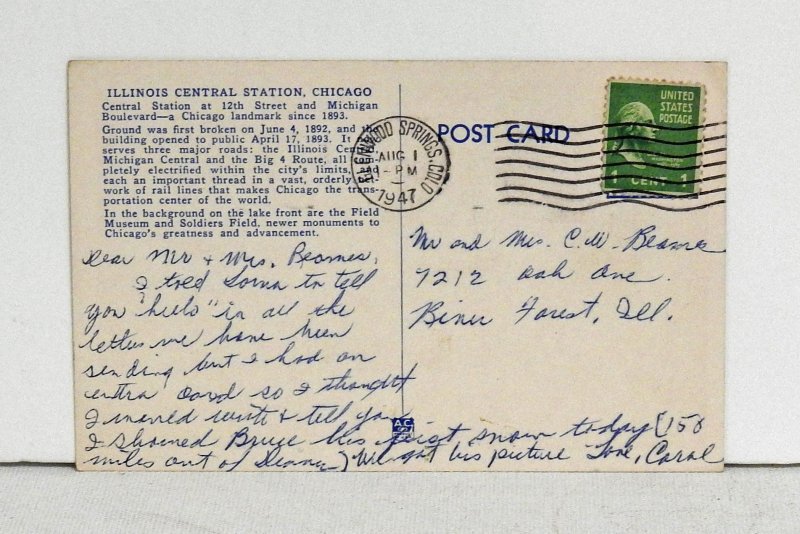 ILLINOIS CENTRAL STATION, CHICAGO
Central Station at 12th Street and Michigan
Boulevard—a Chicago landmark since 1893.
Ground was first broken on June 4, 1892, and the
building opened to public April 17, 1893. It
serves three major roads: the Illinois Cen
Michigan Central and the Big 4 Route, all com-
pletely electrified within the city's limits,
each an important thread in a vast, orderly
work of rail lines that makes Chicago the trans-
portation center of the world.
In the background on the lake front are the Field
Museum and Soldiers Field, newer monuments to
Chicago's greatness and advancement.
Dear Mr & Mrs. Beames,
I told to tell
you "hello" in all the
letters we have been
sending but I had an
extra card so I thought
I would write & tell you
I showed Bruce his first snow today (150
miles out of Denver) We got his picture Love, Carol
POST CARD
GLENWOOD SPRINGS, COLO
AUG 1
PM
1947
UNITED
STATES
POSTAGE
1 CENT 1
Mr and Mrs. C. W. Beames
7212 Oak Ave.
River Forest, Ill.
A.C.